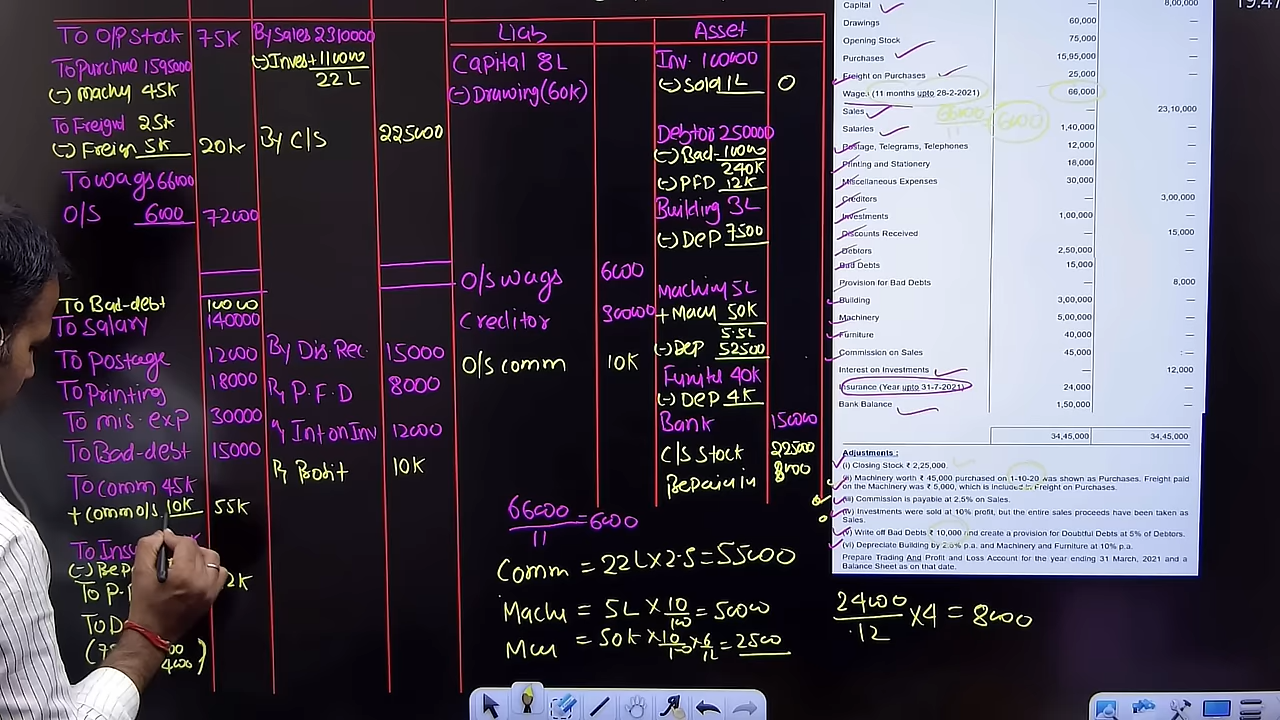 19:47
To O/P Stock 75K By Sales 2310000
To Purchase 1595000 (-) Invest 110000
22 L
(-) Machy 45K
To Freignl 25K
(-) Freign 5K 20K By C/S 225000
To wags 66000
O/S 6000 72000
To Bad-debt 10000
To Salary 140000
To Postage 12000 By Dis. Rec. 15000
To Printing 18000 By P.F.D 8000
To mis. exp 30000 By Int on Inv 12000
To Bad-debt 15000 By Profit 10K
To Comm 45K
+ Comm O/s 10K 55K
Liab Asset
Capital 8L Inv. 100000
(-) Drawing (60K) (-) Sold 1L 0
Debtor 250000
(-) Bad- 10000
240K
(-) PFD 12K
Building 3L
(-) Dep 7500
O/S wags 6000
Machiny 5L
Creditor 300000 + Mach 50K
5.5L
O/S comm 10K (-) Dep 52500
Funitul 40K
(-) Dep 4K
Bank 150000
C/S Stock 225000
8000
66000
11 = 6000
Comm = 22L X 2.5 = 55000
Machi = 5L X 10/100 = 50000
= 50K X 10/100 X 6/12 = 2500
24000
12 X 4 = 8000
Capital 8,00,000
Drawings 60,000 —
Opening Stock 75,000 —
Purchases 15,95,000 —
Freight on Purchases 25,000 —
Wages (11 months upto 28-2-2021) 66,000 —
66000
11 6000
Sales — 23,10,000
Salaries 1,40,000 —
Postage, Telegrams, Telephones 12,000 —
Printing and Stationery 18,000 —
Miscellaneous Expenses 30,000 —
Creditors — 3,00,000
Investments 1,00,000 —
Discounts Received — 15,000
Debtors 2,50,000 —
Bad Debts 15,000 —
Provision for Bad Debts 8,000
Building 3,00,000 —
Machinery 5,00,000 —
Furniture 40,000 —
Commission on Sales 45,000 : —
Interest on Investments — 12,000
Insurance (Year upto 31-7-2021) 24,000 —
Bank Balance 1,50,000 —
34,45,000 34,45,000
Adjustments :
(i) Closing Stock ₹ 2,25,000.
(ii) Machinery worth ₹ 45,000 purchased on 1-10-20 was shown as Purchases. Freight paid
on the Machinery was ₹ 5,000, which is included in Freight on Purchases.
(iii) Commission is payable at 2.5% on Sales.
(iv) Investments were sold at 10% profit, but the entire sales proceeds have been taken as
Sales.
(v) Write off Bad Debts ₹ 10,000 and create a provision for Doubtful Debts at 5% of Debtors.
(vi) Depreciate Building by 2.5% p.a. and Machinery and Furniture at 10% p.a.
Prepare Trading And Profit and Loss Account for the year ending 31 March, 2021 and a
Balance Sheet as on that date.